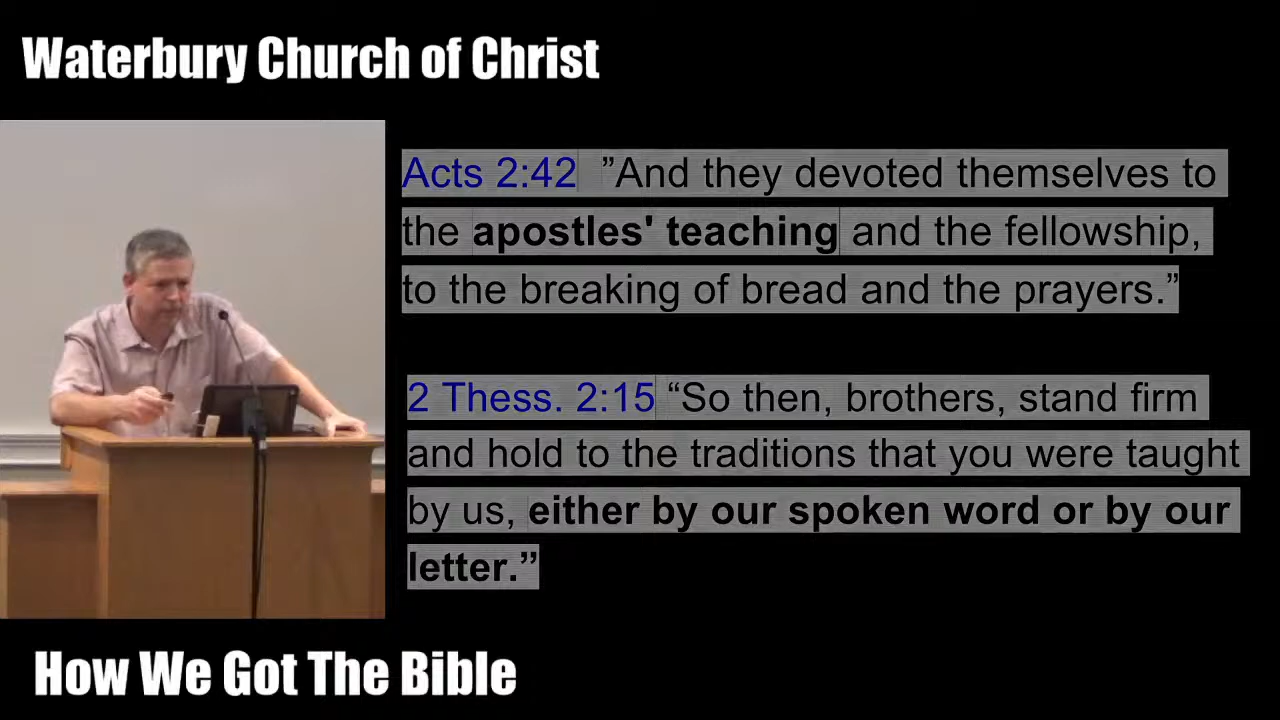 Waterbury Church of Christ
Acts 2:42 ”And they devoted themselves to
the apostles' teaching and the fellowship,
to the breaking of bread and the prayers.”
2 Thess. 2:15 “So then, brothers, stand firm
and hold to the traditions that you were taught
by us, either by our spoken word or by our
letter.”
How We Got The Bible